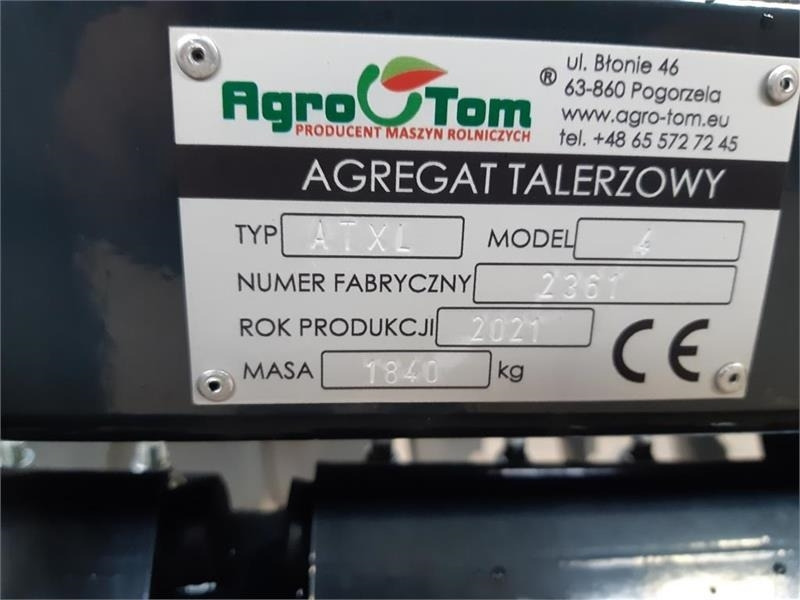 Agro Tom ®
PRODUCENT MASZYN ROLNICZYCH
ul. Błonie 46
63-860 Pogorzela
www.agro-tom.eu
tel. +48 65 572 72 45
AGREGAT TALERZOWY
TYP ATXL MODEL 4
NUMER FABRYCZNY 2361
ROK PRODUKCJI 2021
MASA 1840 kg
CE